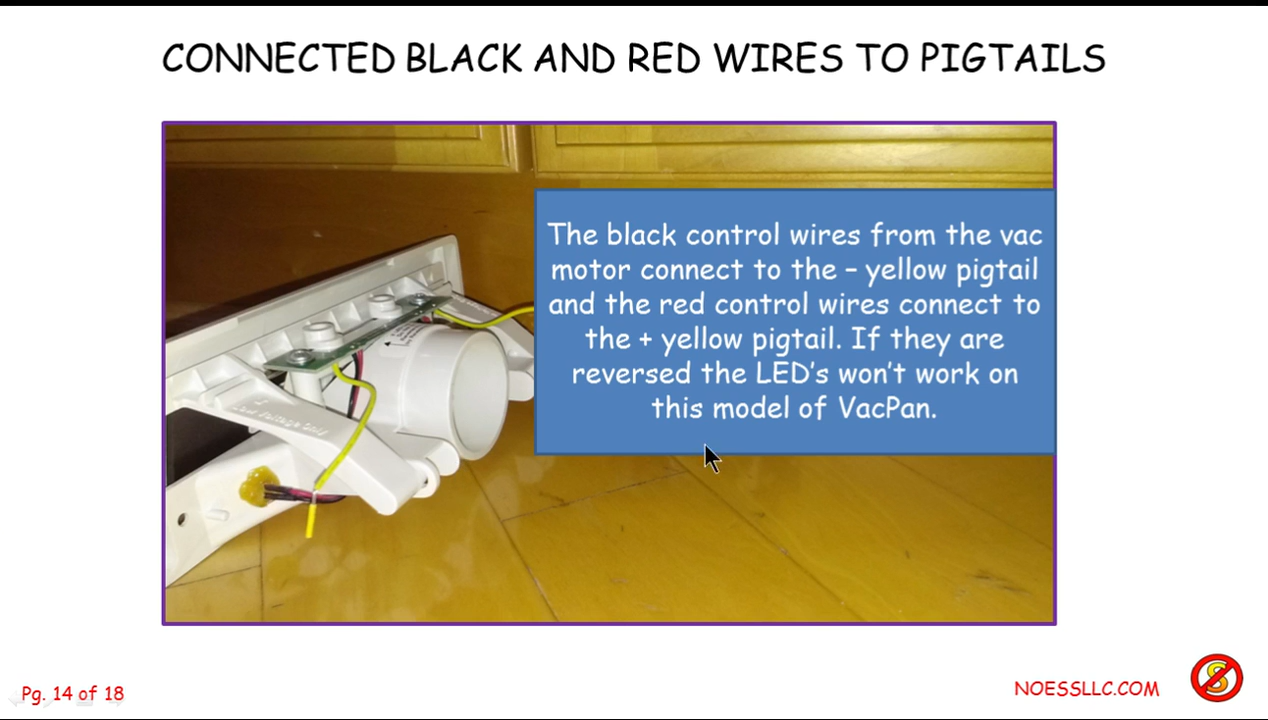 CONNECTED BLACK AND RED WIRES TO PIGTAILS
The black control wires from the vac
motor connect to the – yellow pigtail
and the red control wires connect to
the + yellow pigtail. If they are
reversed the LED's won't work on
this model of VacPan.
Pg. 14 of 18
NOESSLLC.COM
S